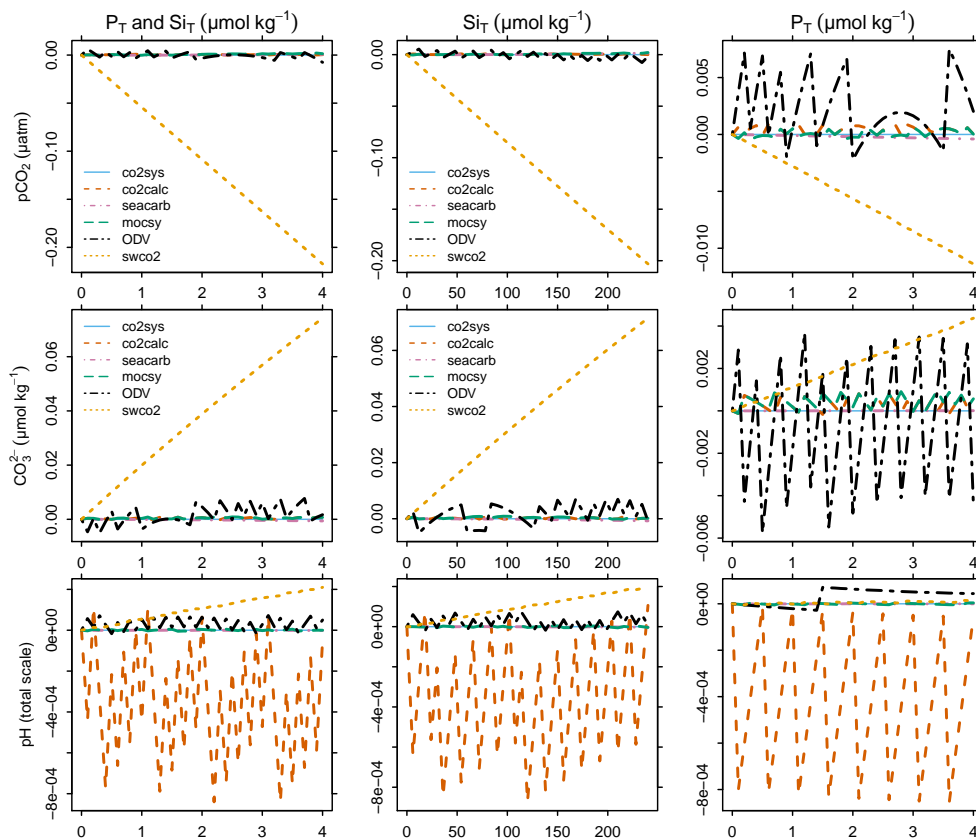 P_T and Si_T (μmol kg⁻¹)
Si_T (μmol kg⁻¹)
P_T (μmol kg⁻¹)
pCO₂ (μatm)
0.00
−0.10
−0.20
co2sys
co2calc
seacarb
mocsy
ODV
swco2
0 1 2 3 4
0.00
−0.10
−0.20
co2sys
co2calc
seacarb
mocsy
ODV
swco2
0 50 100 150 200
0.005
0.000
−0.010
0 1 2 3 4
CO₃²⁻ (μmol kg⁻¹)
0.06
0.04
0.02
0.00
co2sys
co2calc
seacarb
mocsy
ODV
swco2
0 1 2 3 4
0.06
0.04
0.02
0.00
co2sys
co2calc
seacarb
mocsy
ODV
swco2
0 50 100 150 200
0.002
−0.002
−0.006
0 1 2 3 4
pH (total scale)
0e+00
−4e−04
−8e−04
0 1 2 3 4
0e+00
−4e−04
−8e−04
0 50 100 150 200
0e+00
−4e−04
−8e−04
0 1 2 3 4